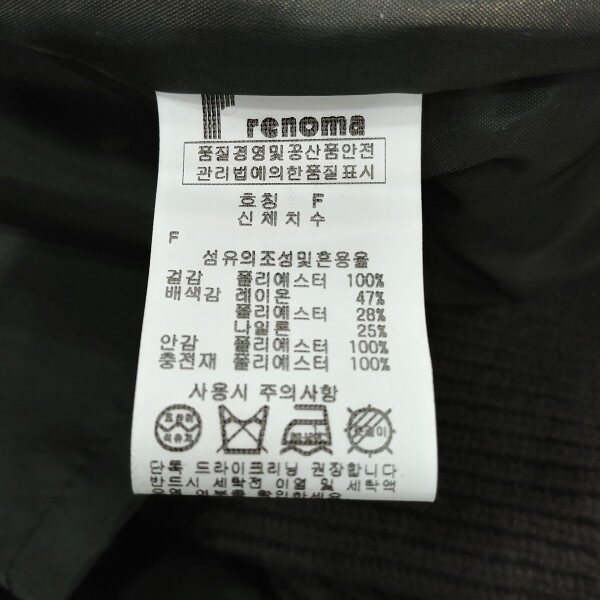 renoma
품질경영및공산품안전
관리법에의한품질표시
호칭 F
신체치수
F
섬유의조성및혼용율
겉감 폴리에스터 100%
배색감 레이온 47%
폴리에스터 28%
나일론 25%
안감 폴리에스터 100%
충전재 폴리에스터 100%
사용시 주의사항
단독 드라이크리닝 권장합니다.
반드시 세탁전 이염 및 세탁액